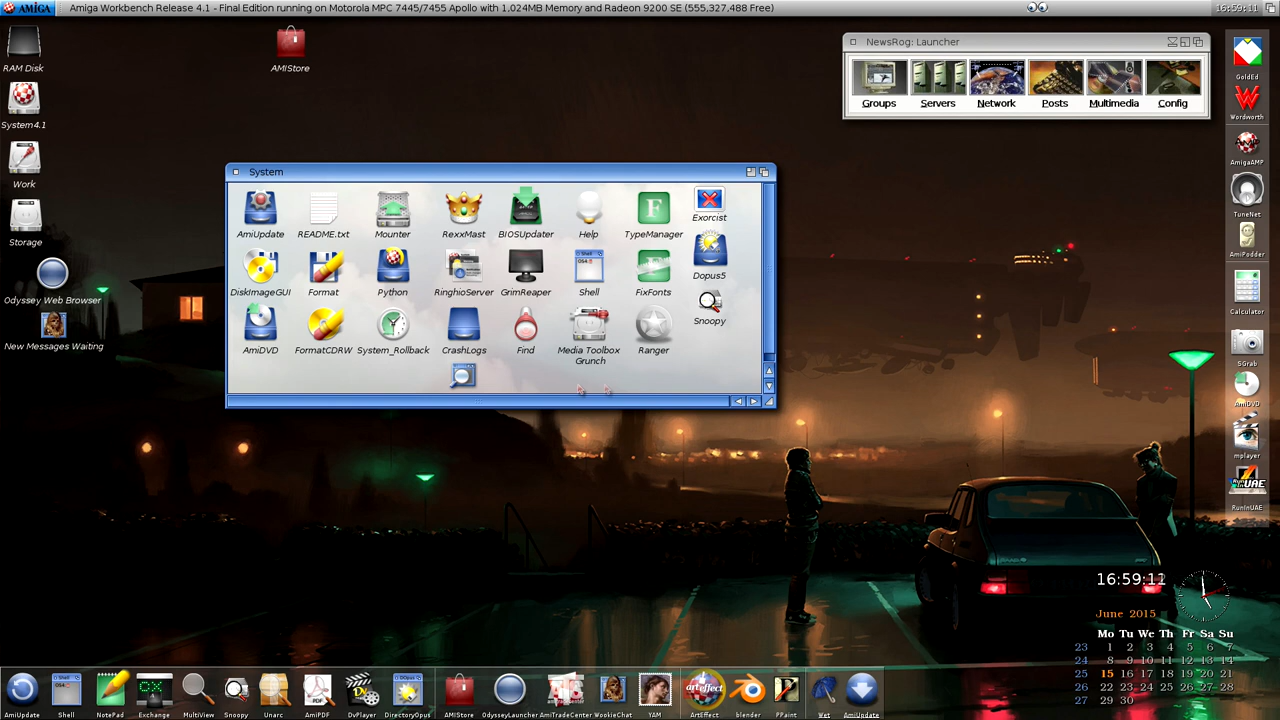 AMIGA Amiga Workbench Release 4.1 - Final Edition running on Motorola MPC 7445/7455 Apollo with 1,024MB Memory and Radeon 9200 SE (555,327,488 Free) 16:59:11
RAM Disk
System4.1
Work
Storage
Odyssey Web Browser
New Messages Waiting
AMIStore
NewsRog: Launcher
Groups Servers Network Posts Multimedia Config
System
AmiUpdate README.txt Mounter RexxMast BIOSUpdater Help TypeManager Exorcist
DiskImageGUI Format Python RinghioServer GrimReaper Shell FixFonts Dopus5
AmiDVD FormatCDRW System_Rollback CrashLogs Find Media Toolbox Grunch Ranger Snoopy
GoldEd
Wordworth
AmigaAMP
TuneNet
AmiPodder
Calculator
SGrab
AmiDVD
mplayer
RunInUAE
16:59:11
June 2015
Mo Tu We Th Fr Sa Su
23 1 2 3 4 5 6 7
24 8 9 10 11 12 13 14
25 15 16 17 18 19 20 21
26 22 23 24 25 26 27 28
27 29 30
AmiUpdate Shell NotePad Exchange MultiView Snoopy Unarc AmiPDF DvPlayer DirectoryOpus AMIStore OdysseyLauncher AmiTradeCenter WookieChat YAM ArtEffect blender PPaint Wet AmiUpdate